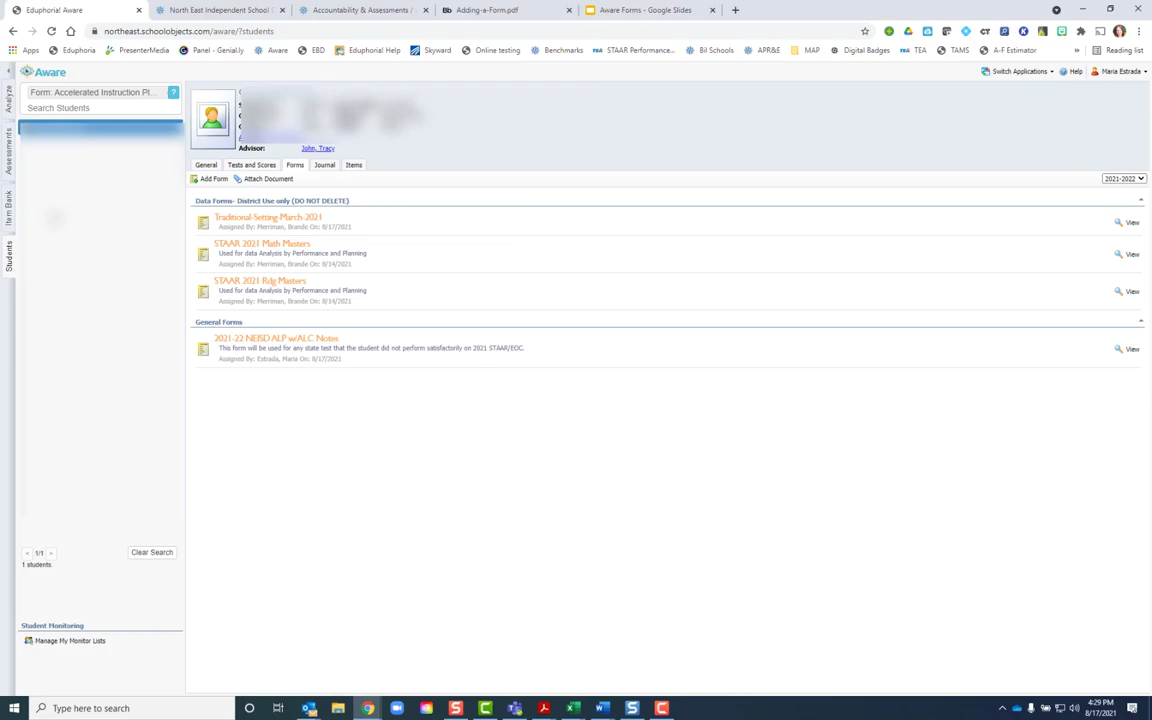 Eduphoria! Aware
North East Independent School D
Accountability & Assessments /
Bb Adding-a-Form.pdf
Aware Forms - Google Slides
northeast.schoolobjects.com/aware/?students
Apps
Eduphoria
PresenterMedia
Panel - Genial.ly
Aware
EBD
Eduphoria! Help
Skyward
Online testing
Benchmarks
STAAR Performance...
Bil Schools
APR&E
MAP
Digital Badges
TEA
TAMS
A-F Estimator
»
Reading list
Aware
Switch Applications
Help
Maria Estrada
Analyze
Assessments
Item Bank
Students
Form: Accelerated Instruction Pl...
?
Search Students
Advisor: John, Tracy
General
Tests and Scores
Forms
Journal
Items
Add Form
Attach Document
2021-2022
Data Forms- District Use only (DO NOT DELETE)
Traditional-Setting-March-2021
Assigned By: Merriman, Brande On: 8/17/2021
View
STAAR 2021 Math Masters
Used for data Analysis by Performance and Planning
Assigned By: Merriman, Brande On: 8/14/2021
View
STAAR 2021 Rdg Masters
Used for data Analysis by Performance and Planning
Assigned By: Merriman, Brande On: 8/14/2021
View
General Forms
2021-22 NEISD ALP w/ALC Notes
This form will be used for any state test that the student did not perform satisfactorily on 2021 STAAR/EOC.
Assigned By: Estrada, Maria On: 8/17/2021
View
< 1/1 >
Clear Search
1 students
Student Monitoring
Manage My Monitor Lists
Type here to search
4:29 PM
8/17/2021